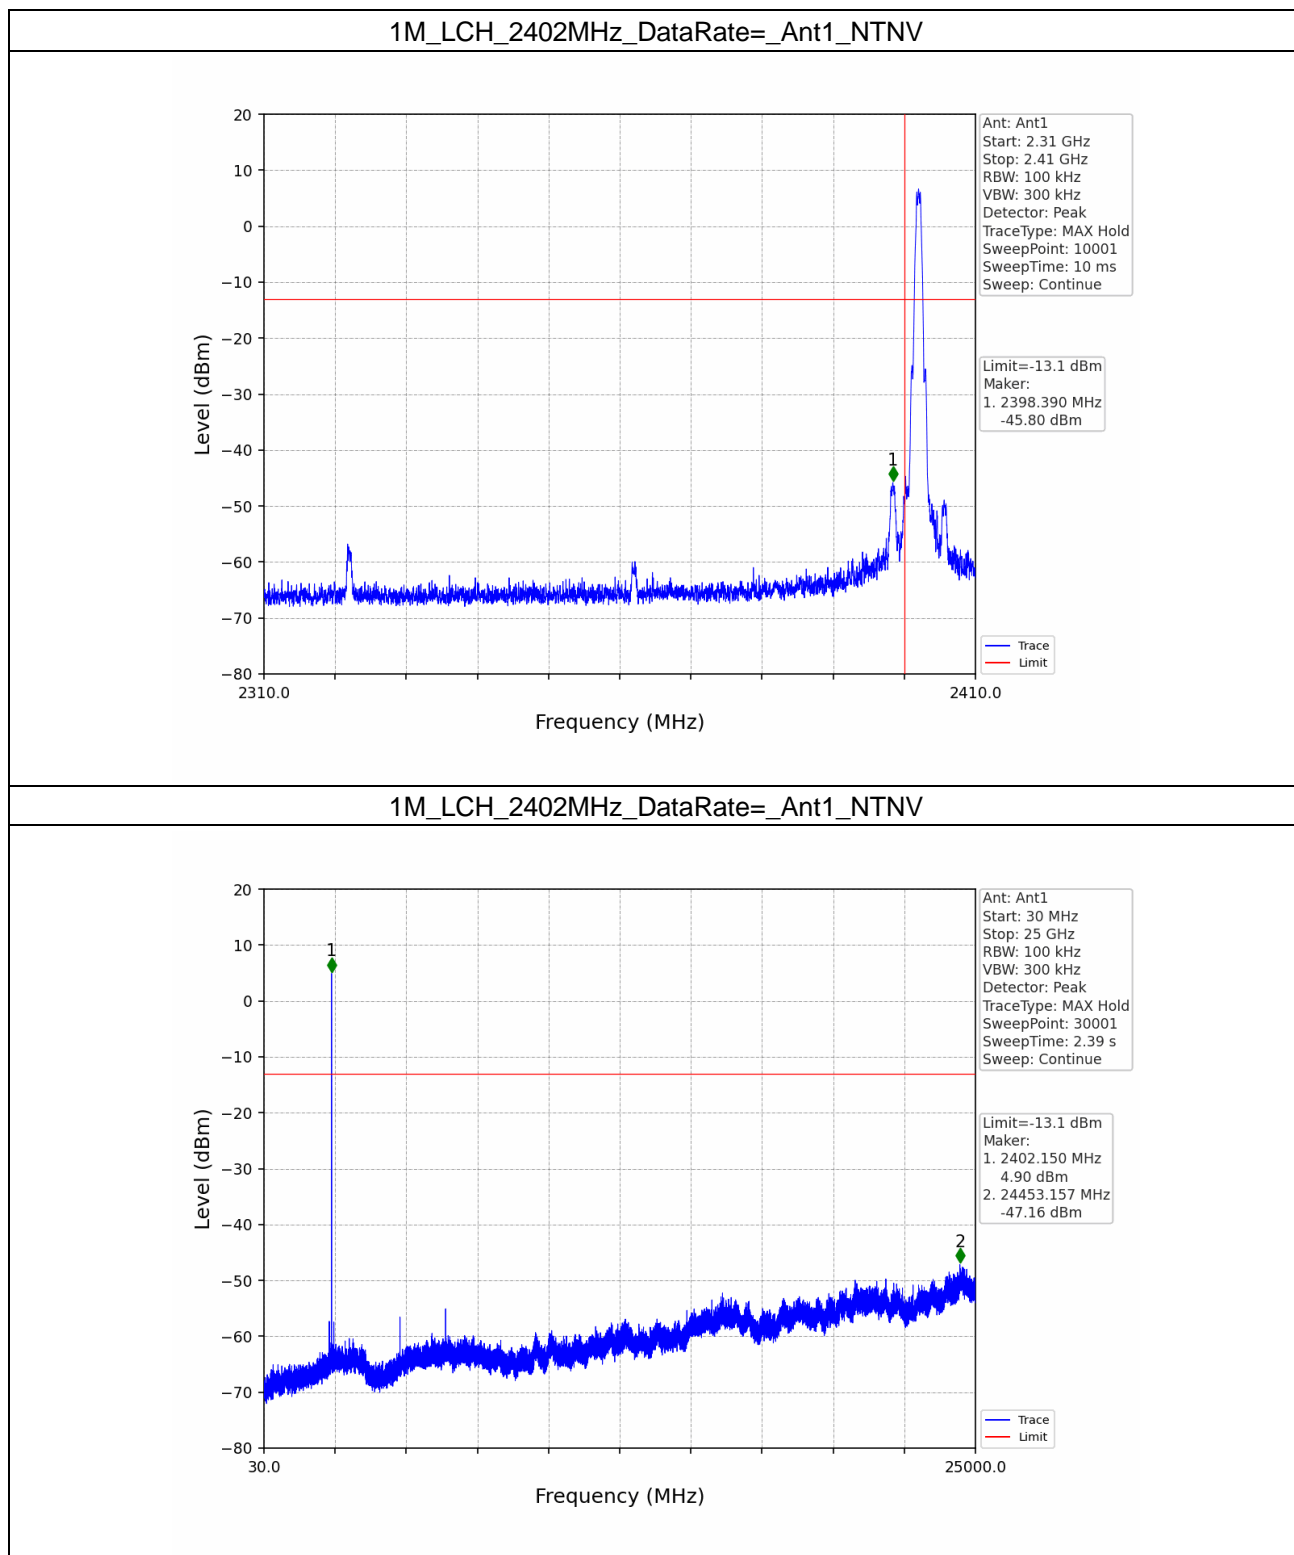 1M_LCH_2402MHz_DataRate=_Ant1_NTNV
20
10
0
−10
−20
−30
−40
−50
−60
−70
−80
Level (dBm)
1
2310.0
2410.0
Frequency (MHz)
Ant: Ant1
Start: 2.31 GHz
Stop: 2.41 GHz
RBW: 100 kHz
VBW: 300 kHz
Detector: Peak
TraceType: MAX Hold
SweepPoint: 10001
SweepTime: 10 ms
Sweep: Continue
Limit=-13.1 dBm
Maker:
1. 2398.390 MHz
-45.80 dBm
Trace
Limit
1M_LCH_2402MHz_DataRate=_Ant1_NTNV
20
10
0
−10
−20
−30
−40
−50
−60
−70
−80
Level (dBm)
1
2
30.0
25000.0
Frequency (MHz)
Ant: Ant1
Start: 30 MHz
Stop: 25 GHz
RBW: 100 kHz
VBW: 300 kHz
Detector: Peak
TraceType: MAX Hold
SweepPoint: 30001
SweepTime: 2.39 s
Sweep: Continue
Limit=-13.1 dBm
Maker:
1. 2402.150 MHz
4.90 dBm
2. 24453.157 MHz
-47.16 dBm
Trace
Limit